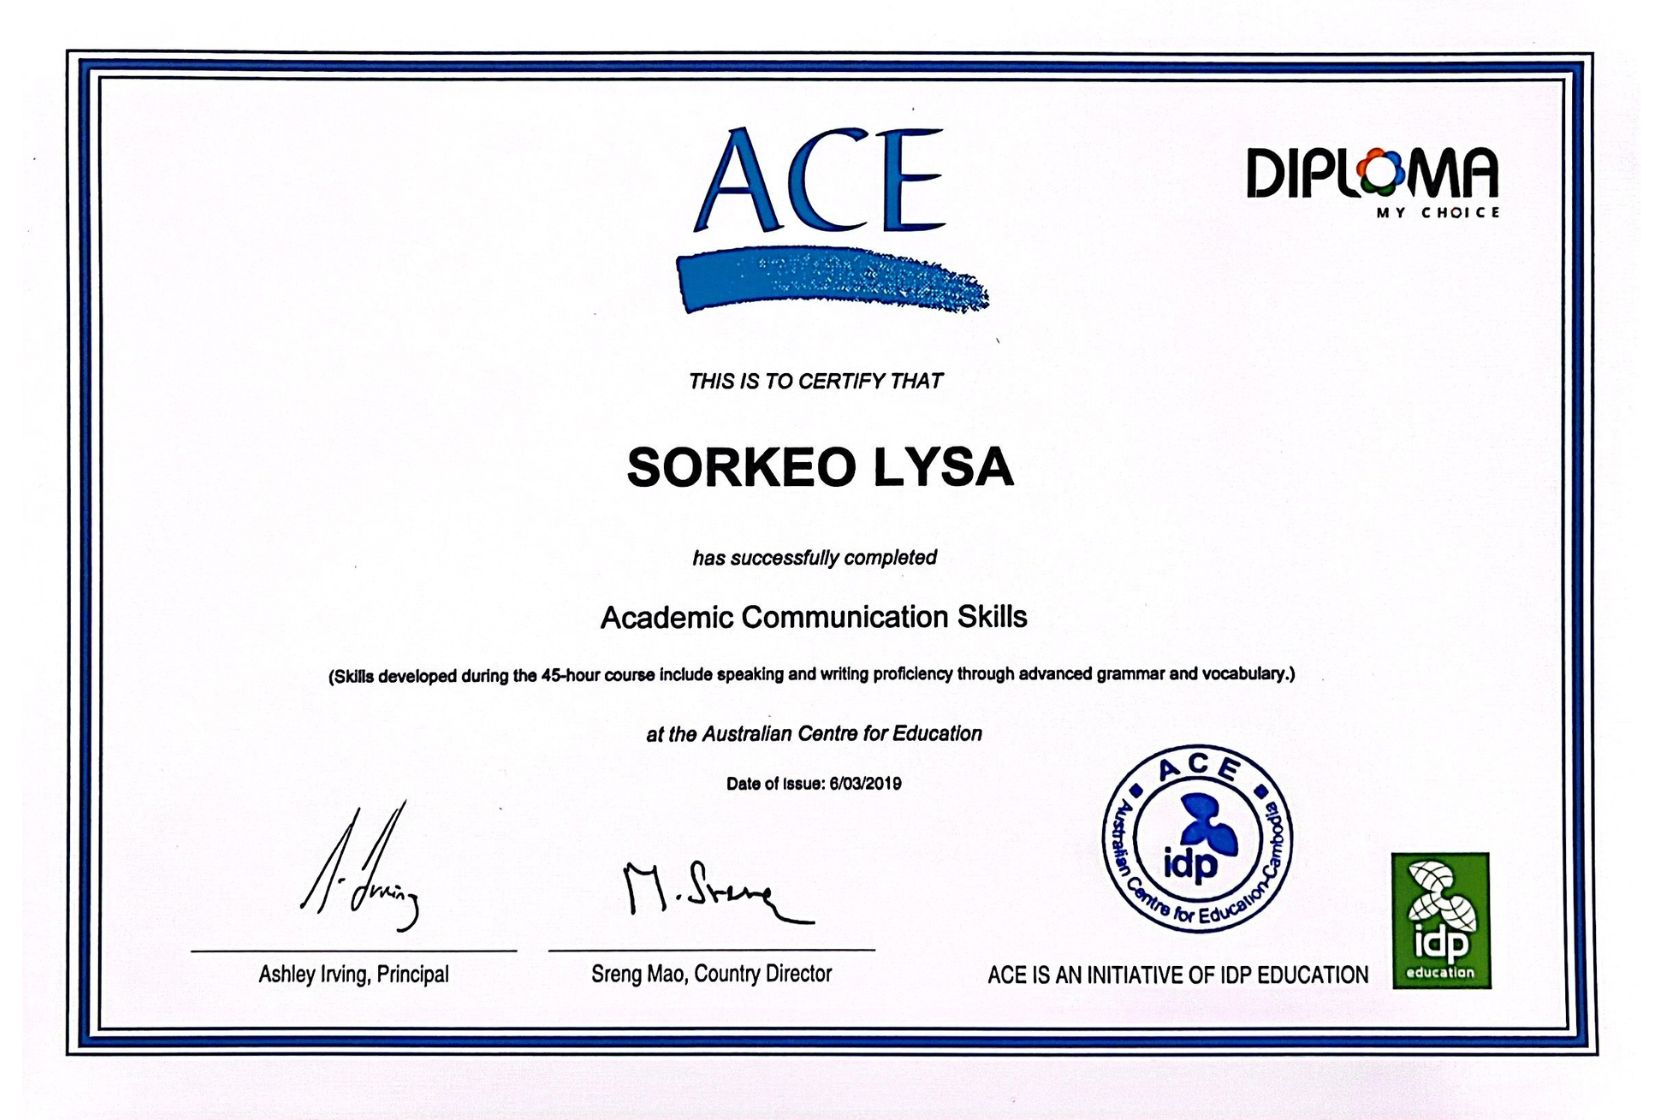 ACE
DIPLOMA
MY CHOICE
THIS IS TO CERTIFY THAT
SORKEO LYSA
has successfully completed
Academic Communication Skills
(Skills developed during the 45-hour course include speaking and writing proficiency through advanced grammar and vocabulary.)
at the Australian Centre for Education
Date of Issue: 6/03/2019
A. Irving
M. Sreng
ACE
Australian Centre for Education-Cambodia
idp
Ashley Irving, Principal
Sreng Mao, Country Director
ACE IS AN INITIATIVE OF IDP EDUCATION
idp
education